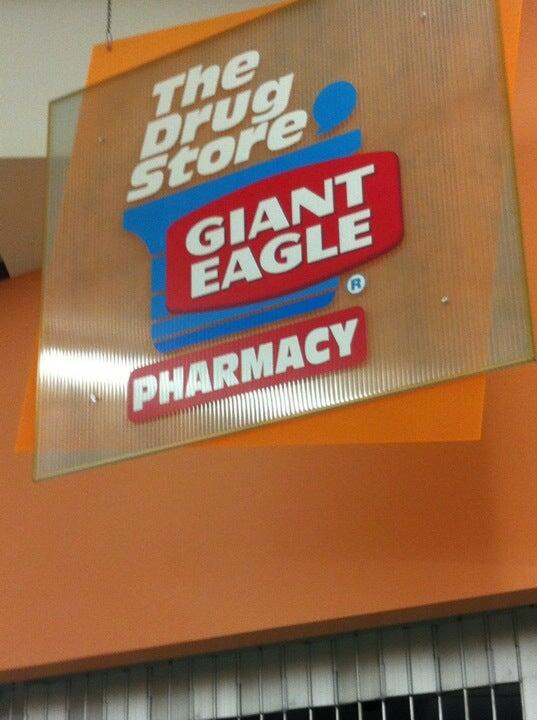 The
Drug
Store
GIANT
EAGLE
®
PHARMACY